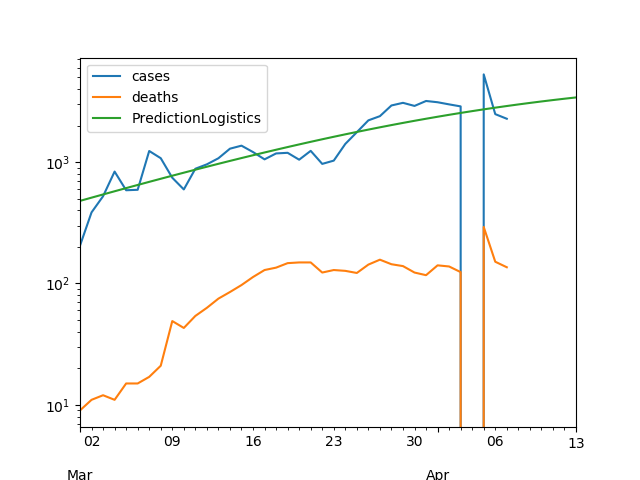 cases
deaths
PredictionLogistics
10³
10²
10¹
02 09 16 23 30 06 13
Mar Apr